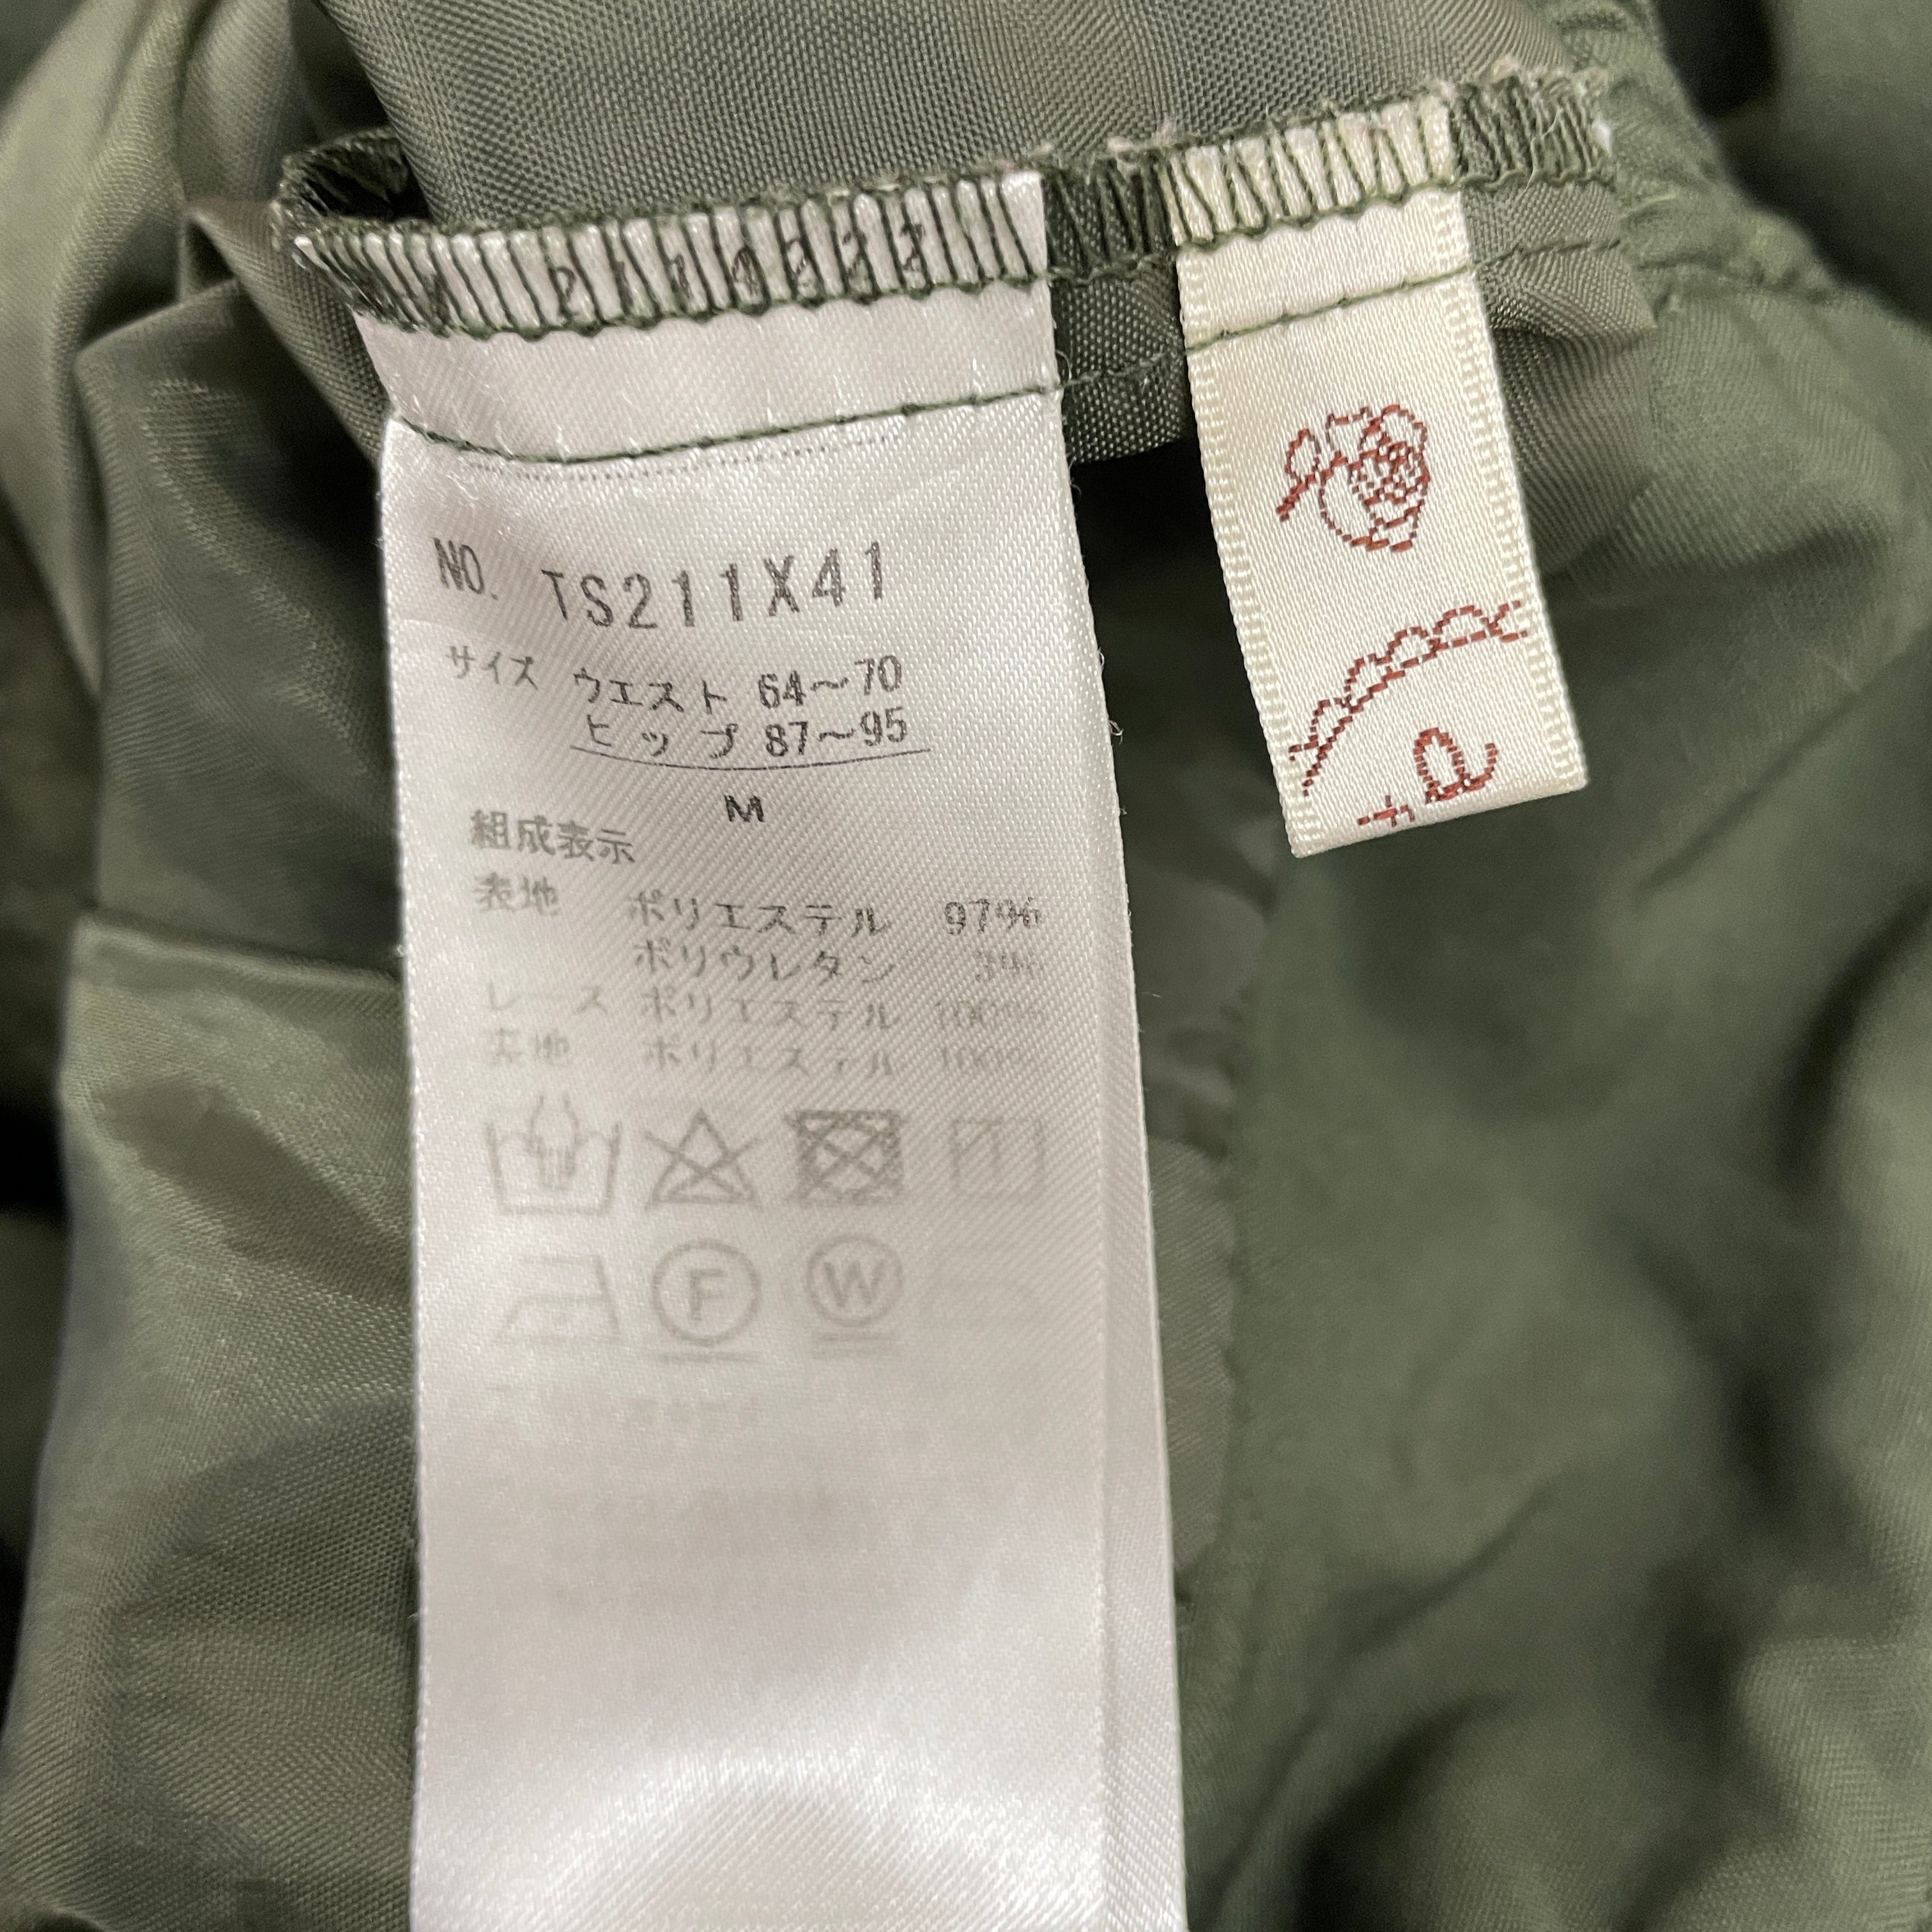 NO. TS211X41
サイズ ウエスト 64～70
ヒップ 87～95
M
組成表示
表地 ポリエステル 97%
ポリウレタン 3%
レース ポリエステル 100%
裏地 ポリエステル 100%
F
W